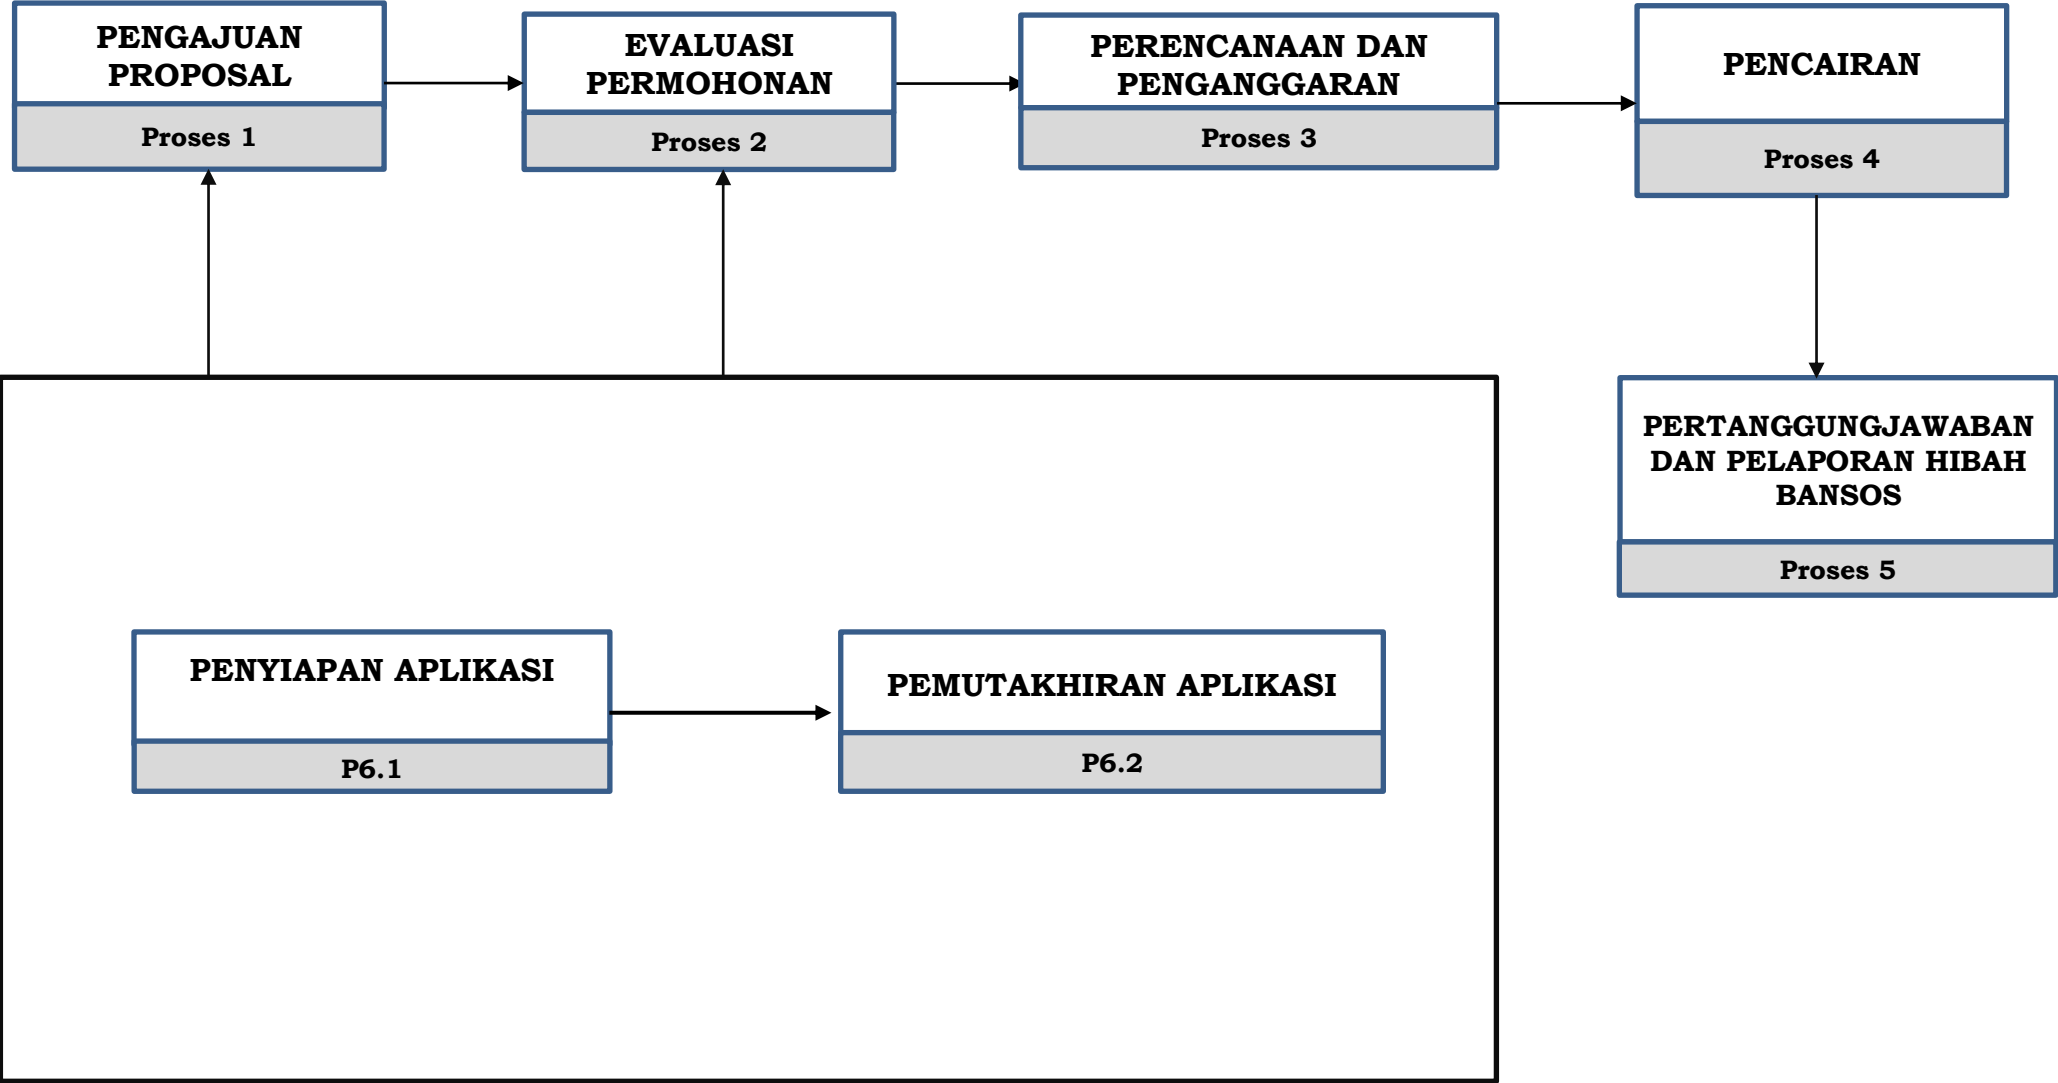 PENGAJUAN
PROPOSAL
Proses 1
EVALUASI
PERMOHONAN
Proses 2
PERENCANAAN DAN
PENGANGGARAN
Proses 3
PENCAIRAN
Proses 4
PERTANGGUNGJAWABAN
DAN PELAPORAN HIBAH
BANSOS
Proses 5
PENYIAPAN APLIKASI
P6.1
PEMUTAKHIRAN APLIKASI
P6.2